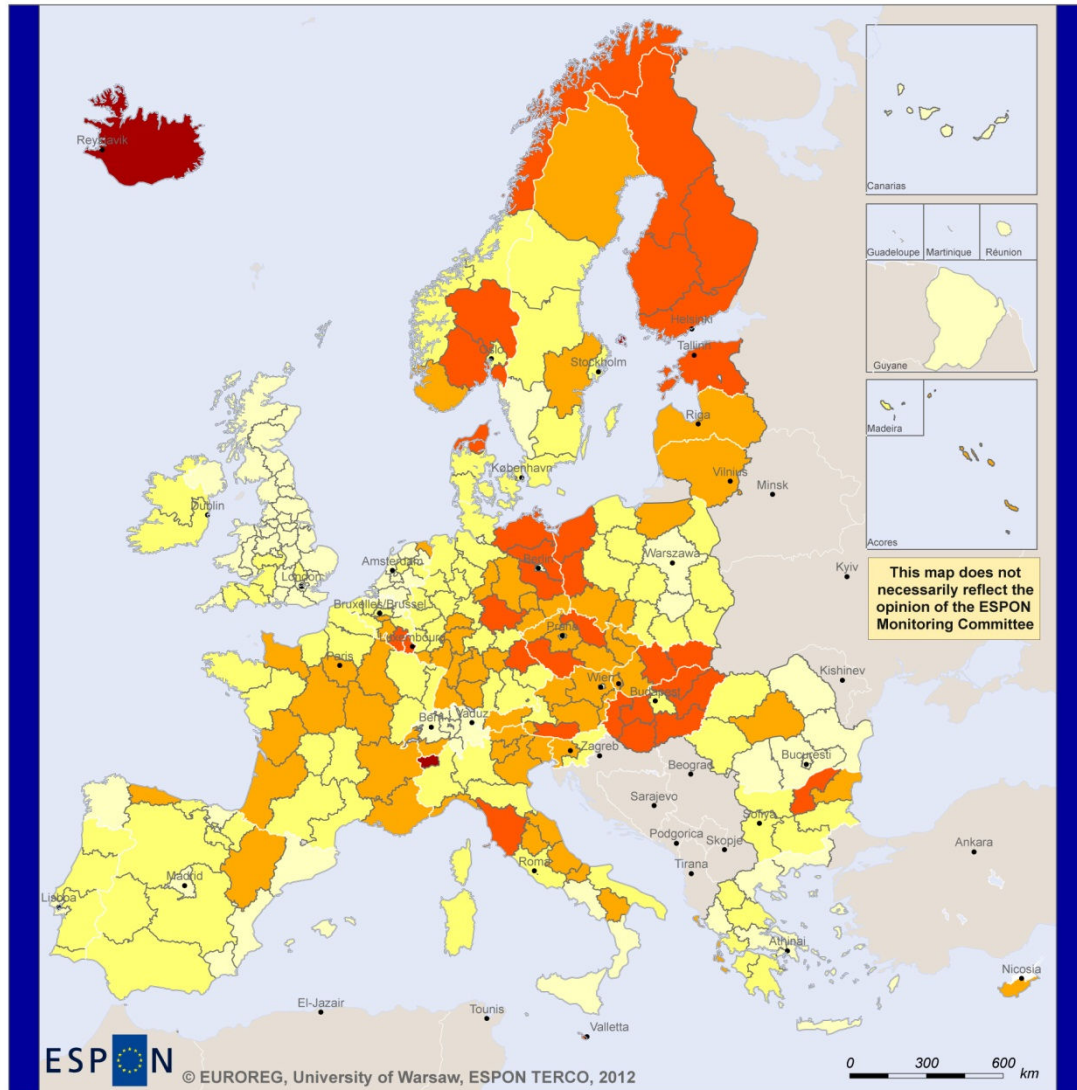 Reykjavik
Canarias
Guadeloupe
Martinique
Réunion
Guyane
Madeira
Acores
This map does not
necessarily reflect the
opinion of the ESPON
Monitoring Committee
Helsinki
Tallinn
Oslo
Stockholm
Riga
København
Vilnius
Minsk
Dublin
Berlin
Warszawa
Amsterdam
London
Kyiv
Bruxelles/Brussel
Praha
Luxembourg
Paris
Kishinev
Wien
Budapest
Bern
Vaduz
Zagreb
Bucuresti
Beograd
Sarajevo
Sofiya
Podgorica
Skopje
Ankara
Roma
Tirana
Madrid
Lisboa
Athinai
Nicosia
El-Jazair
Tounis
Valletta
ESPON
© EUROREG, University of Warsaw, ESPON TERCO, 2012
0 300 600
km